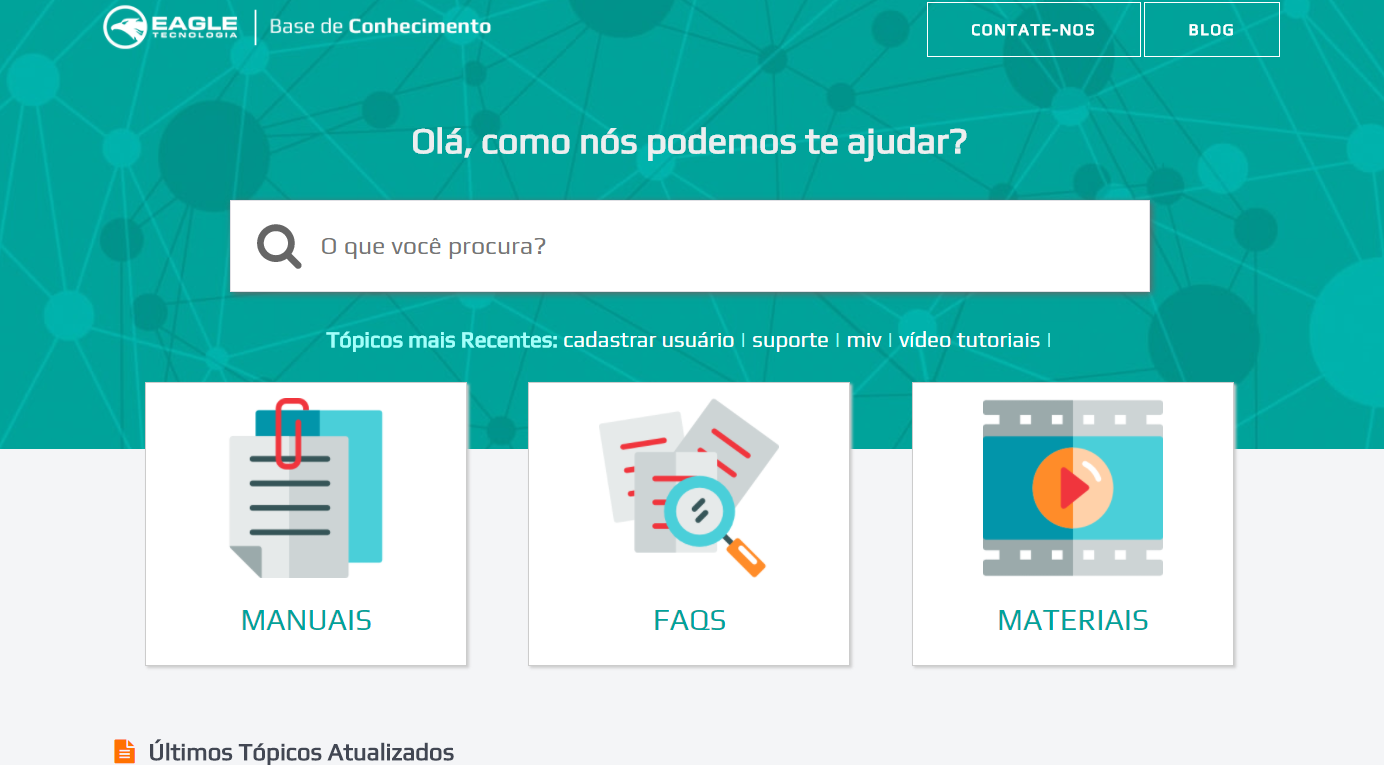 EAGLE
TECNOLOGIA
Base de Conhecimento
CONTATE-NOS
BLOG
Olá, como nós podemos te ajudar?
O que você procura?
Tópicos mais Recentes: cadastrar usuário | suporte | miv | vídeo tutoriais |
MANUAIS
FAQS
MATERIAIS
Últimos Tópicos Atualizados